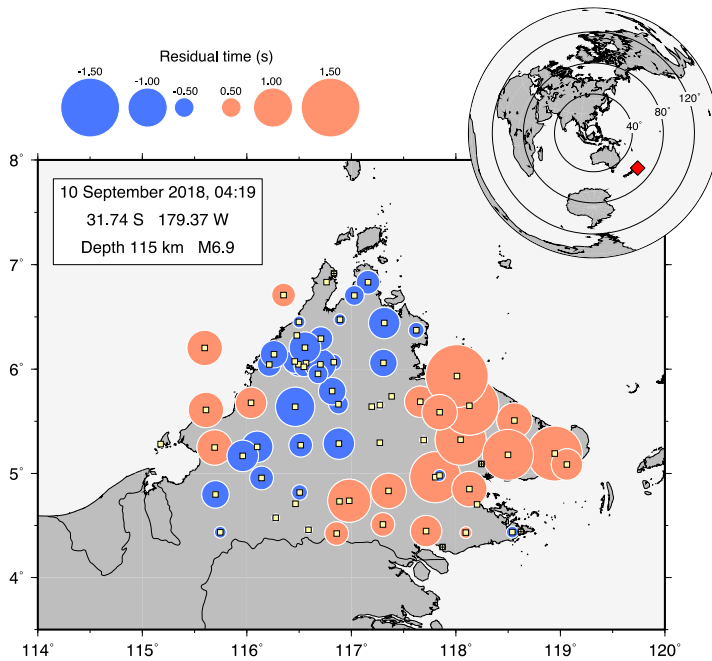 Residual time (s)
-1.50 -1.00 -0.50 0.50 1.00 1.50
40° 80° 120°
10 September 2018, 04:19
31.74 S 179.37 W
Depth 115 km M6.9
8°
7°
6°
5°
4°
114 115 116 117 118 119 120